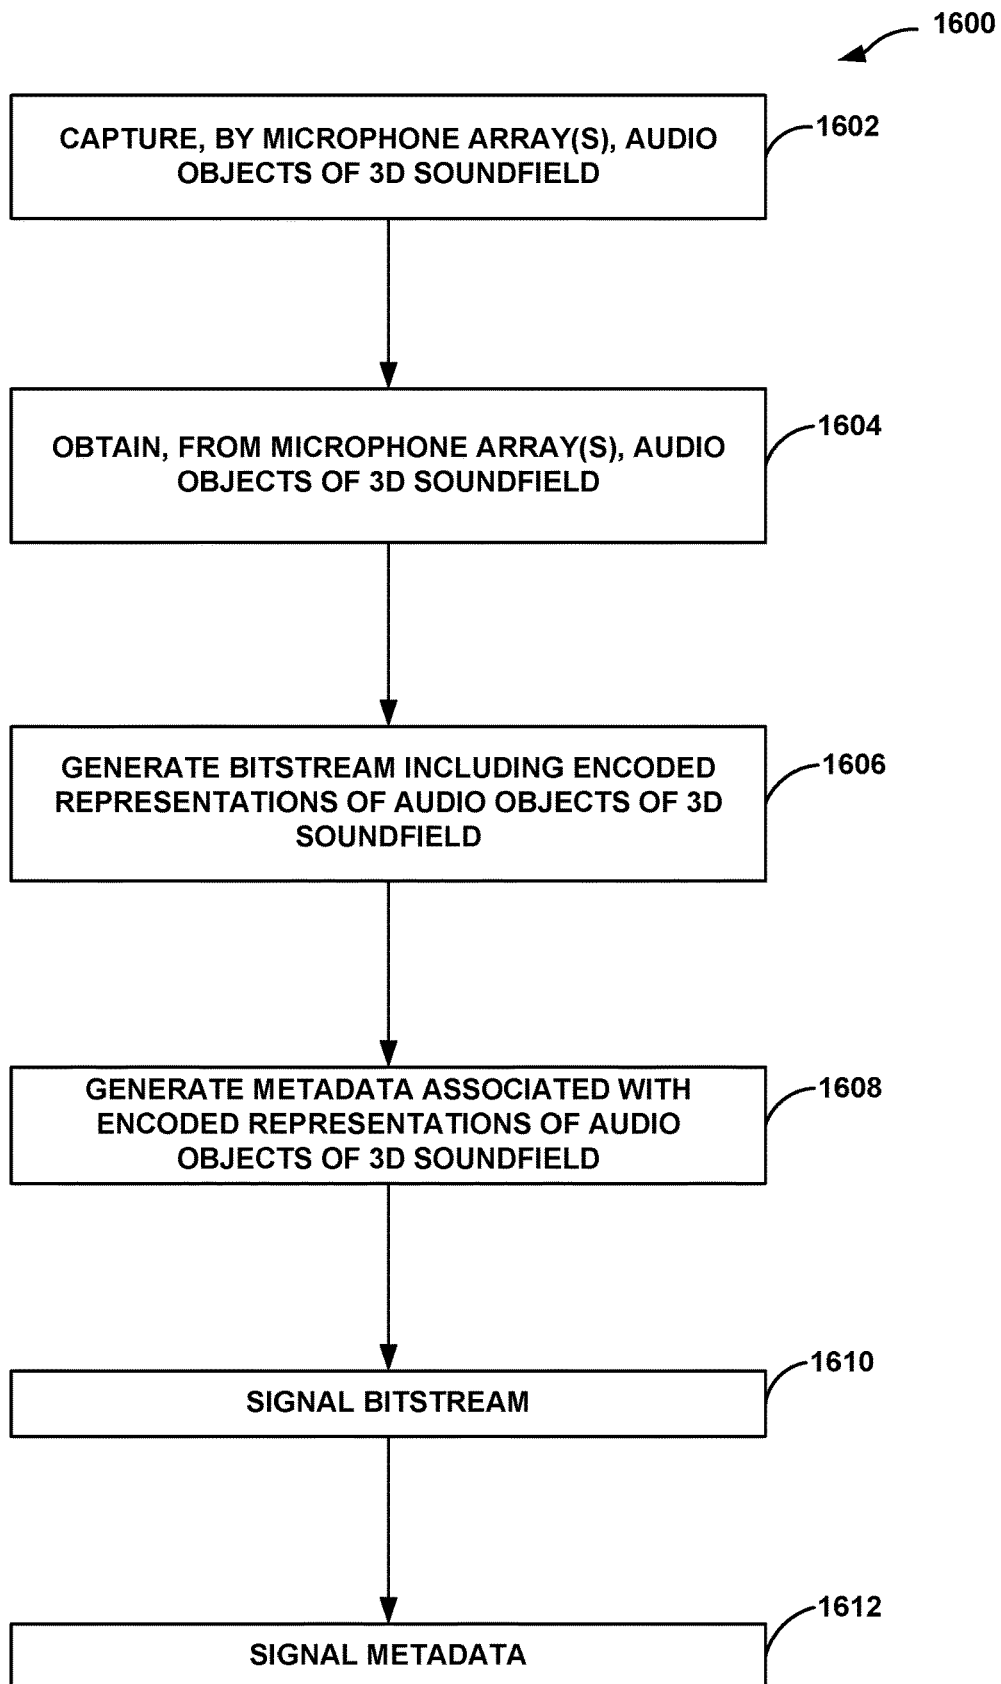 1600
CAPTURE, BY MICROPHONE ARRAY(S), AUDIO
OBJECTS OF 3D SOUNDFIELD
1602
OBTAIN, FROM MICROPHONE ARRAY(S), AUDIO
OBJECTS OF 3D SOUNDFIELD
1604
GENERATE BITSTREAM INCLUDING ENCODED
REPRESENTATIONS OF AUDIO OBJECTS OF 3D
SOUNDFIELD
1606
GENERATE METADATA ASSOCIATED WITH
ENCODED REPRESENTATIONS OF AUDIO
OBJECTS OF 3D SOUNDFIELD
1608
SIGNAL BITSTREAM
1610
SIGNAL METADATA
1612